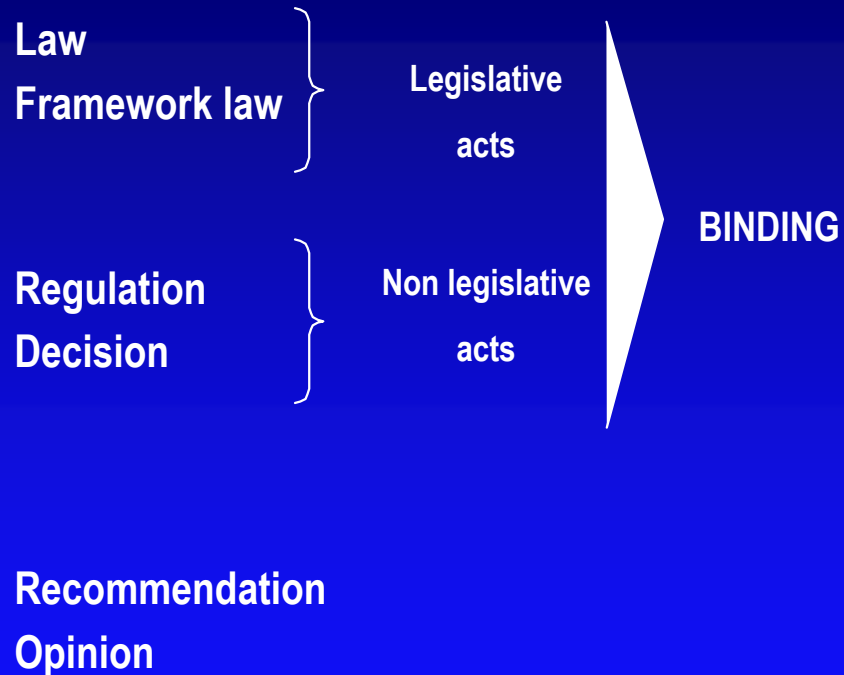 Law
Framework law
Legislative
acts
BINDING
Regulation
Decision
Non legislative
acts
Recommendation
Opinion